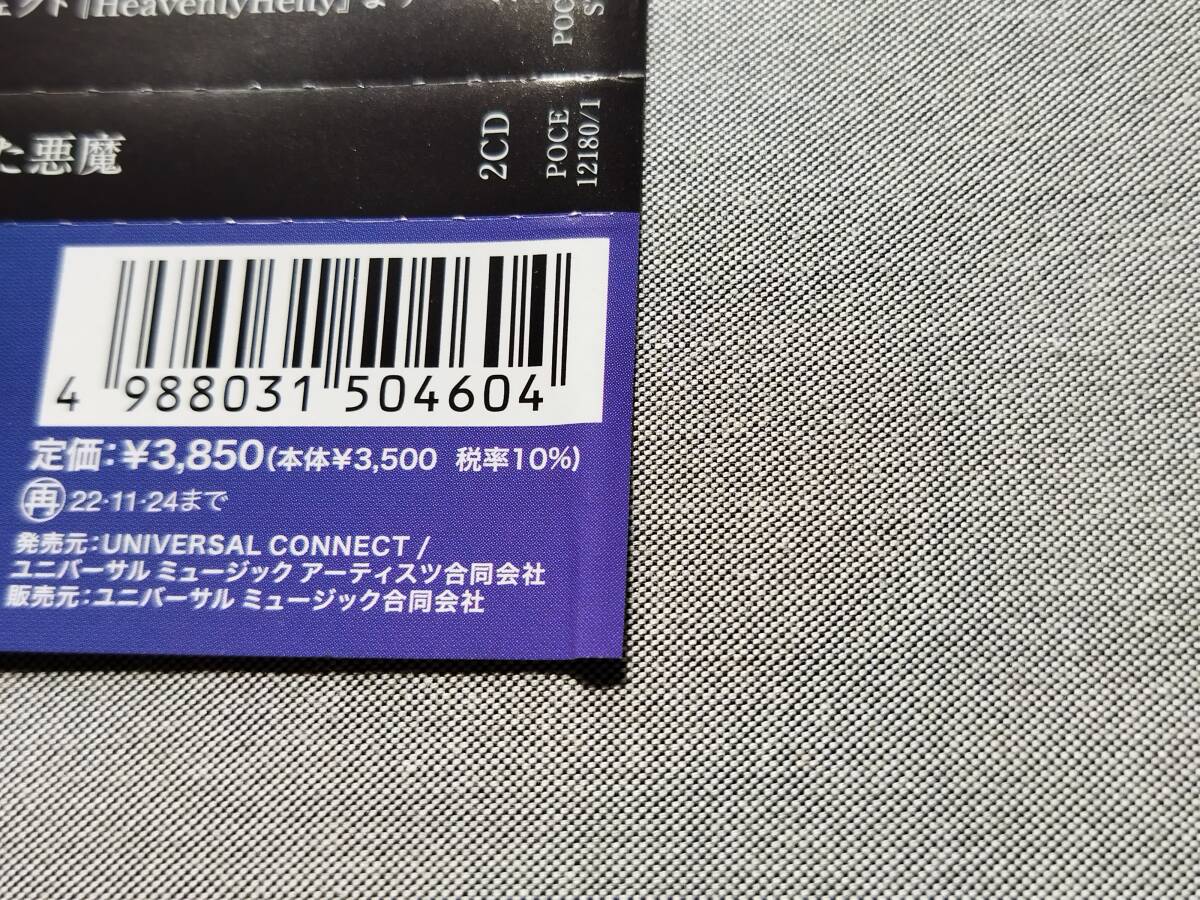 『HeavenlyHelly』より
POC
S
た悪魔
2CD
POCE
12180/1
4 988031 504604
定価:¥3,850(本体¥3,500 税率10%)
再 22・11・24まで
発売元:UNIVERSAL CONNECT /
ユニバーサル ミュージック アーティスツ合同会社
販売元:ユニバーサル ミュージック合同会社